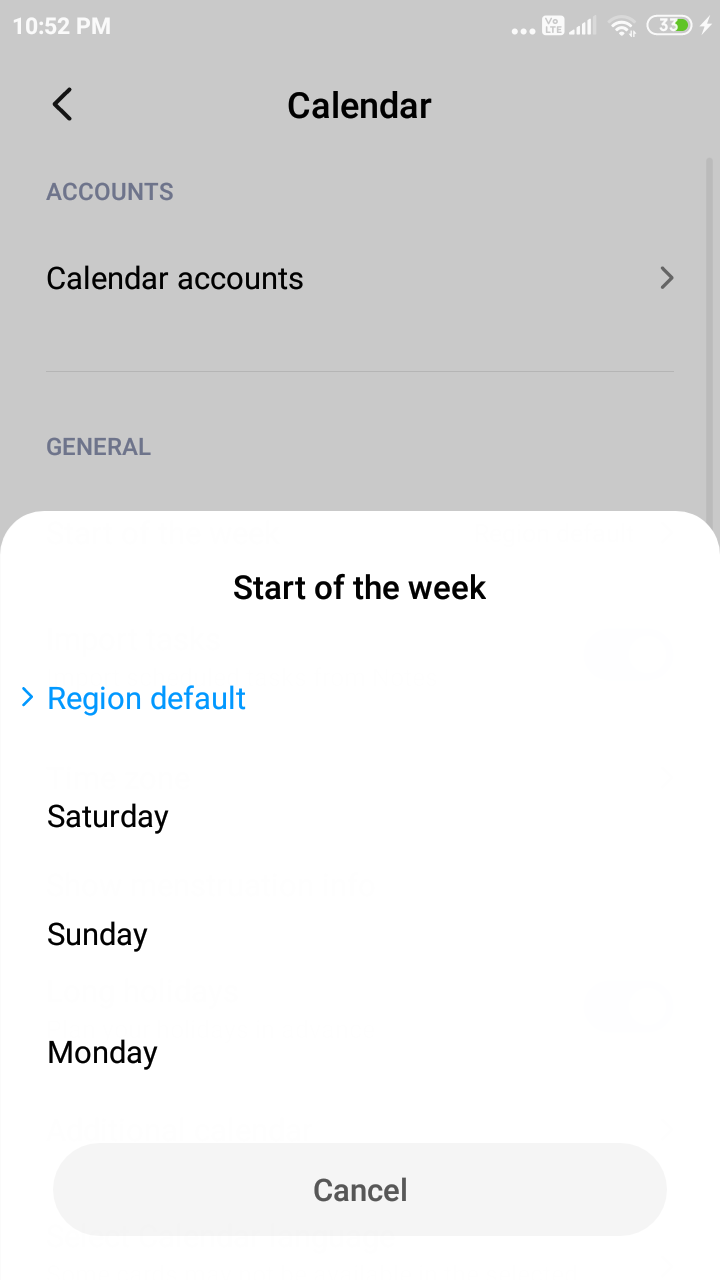 10:52 PM
Vo LTE
33
Calendar
ACCOUNTS
Calendar accounts
GENERAL
Start of the week
Region default
Saturday
Sunday
Monday
Cancel